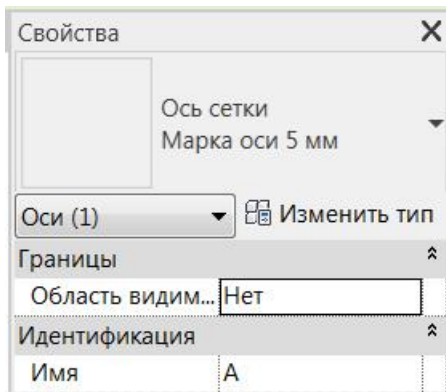 Свойства
Ось сетки
Марка оси 5 мм
Оси (1)
Изменить тип
Границы
Область видим... Нет
Идентификация
Имя А